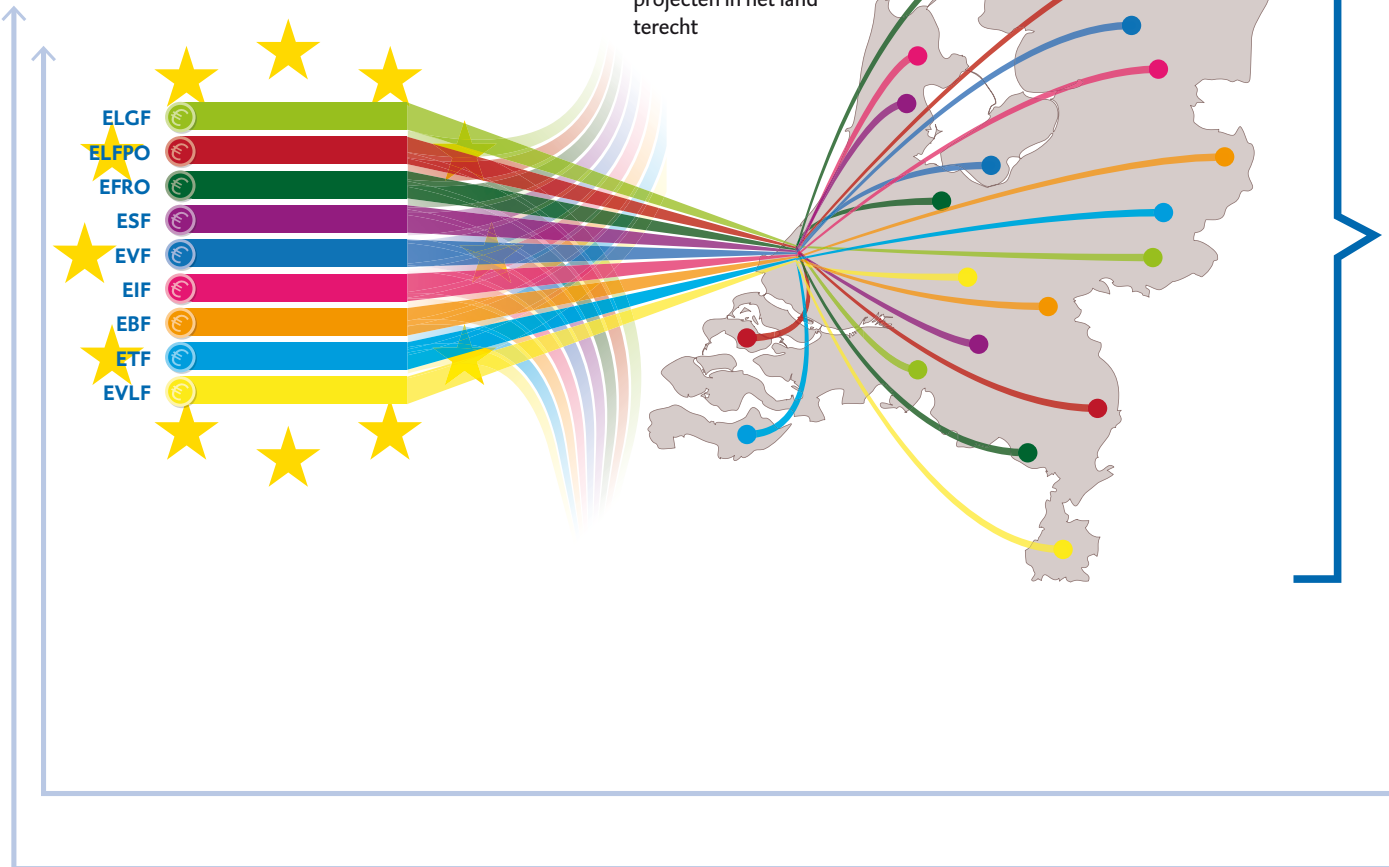 projecten in het land
terecht
ELGF
ELFPO
EFRO
ESF
EVF
EIF
EBF
ETF
EVLF